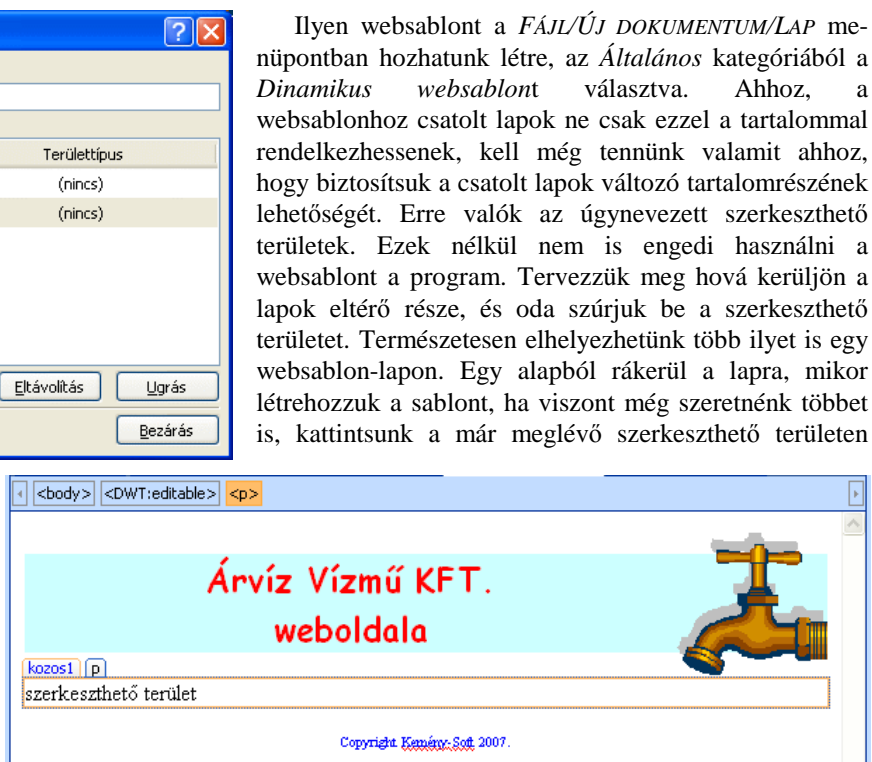 Területtípus
(nincs)
(nincs)
Eltávolítás Ugrás
Bezárás
Ilyen websablont a FÁJL/ÚJ DOKUMENTUM/LAP me-
nüpontban hozhatunk létre, az Általános kategóriából a
Dinamikus websablont választva. Ahhoz, a
websablonhoz csatolt lapok ne csak ezzel a tartalommal
rendelkezhessenek, kell még tennünk valamit ahhoz,
hogy biztosítsuk a csatolt lapok változó tartalomrészének
lehetőségét. Erre valók az úgynevezett szerkeszthető
területek. Ezek nélkül nem is engedi használni a
websablont a program. Tervezzük meg hová kerüljön a
lapok eltérő része, és oda szúrjuk be a szerkeszthető
területet. Természetesen elhelyezhetünk több ilyet is egy
websablon-lapon. Egy alapból rákerül a lapra, mikor
létrehozzuk a sablont, ha viszont még szeretnénk többet
is, kattintsunk a már meglévő szerkeszthető területen
<body> <DWT:editable> <p>
Árvíz Vízmű KFT.
weboldala
kozos1 p
szerkeszthető terület
Copyright Kemény-Soft 2007.